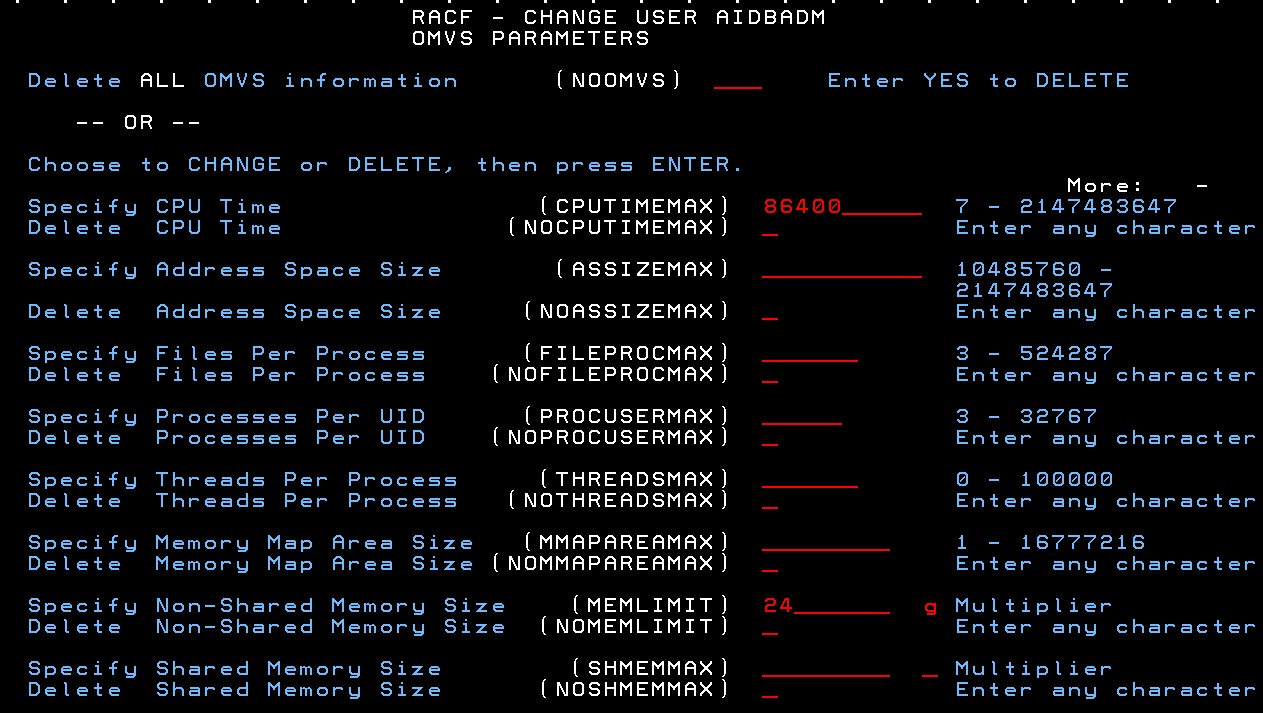 RACF - CHANGE USER AIDBADM
OMVS PARAMETERS
Delete ALL OMVS information (NOOMVS) ____ Enter YES to DELETE
-- OR --
Choose to CHANGE or DELETE, then press ENTER.
More: -
Specify CPU Time (CPUTIMEMAX) 86400_____ 7 - 2147483647
Delete CPU Time (NOCPUTIMEMAX) _ Enter any character
Specify Address Space Size (ASSIZEMAX) __________ 10485760 -
2147483647
Delete Address Space Size (NOASSIZEMAX) _ Enter any character
Specify Files Per Process (FILEPROCMAX) ______ 3 - 524287
Delete Files Per Process (NOFILEPROCMAX) _ Enter any character
Specify Processes Per UID (PROCUSERMAX) _____ 3 - 32767
Delete Processes Per UID (NOPROCUSERMAX) _ Enter any character
Specify Threads Per Process (THREADSMAX) ______ 0 - 100000
Delete Threads Per Process (NOTHREADSMAX) _ Enter any character
Specify Memory Map Area Size (MMAPAREAMAX) ________ 1 - 16777216
Delete Memory Map Area Size (NOMMAPAREAMAX) _ Enter any character
Specify Non-Shared Memory Size (MEMLIMIT) 24______ g Multiplier
Delete Non-Shared Memory Size (NOMEMLIMIT) _ Enter any character
Specify Shared Memory Size (SHMEMMAX) ________ _ Multiplier
Delete Shared Memory Size (NOSHMEMMAX) _ Enter any character